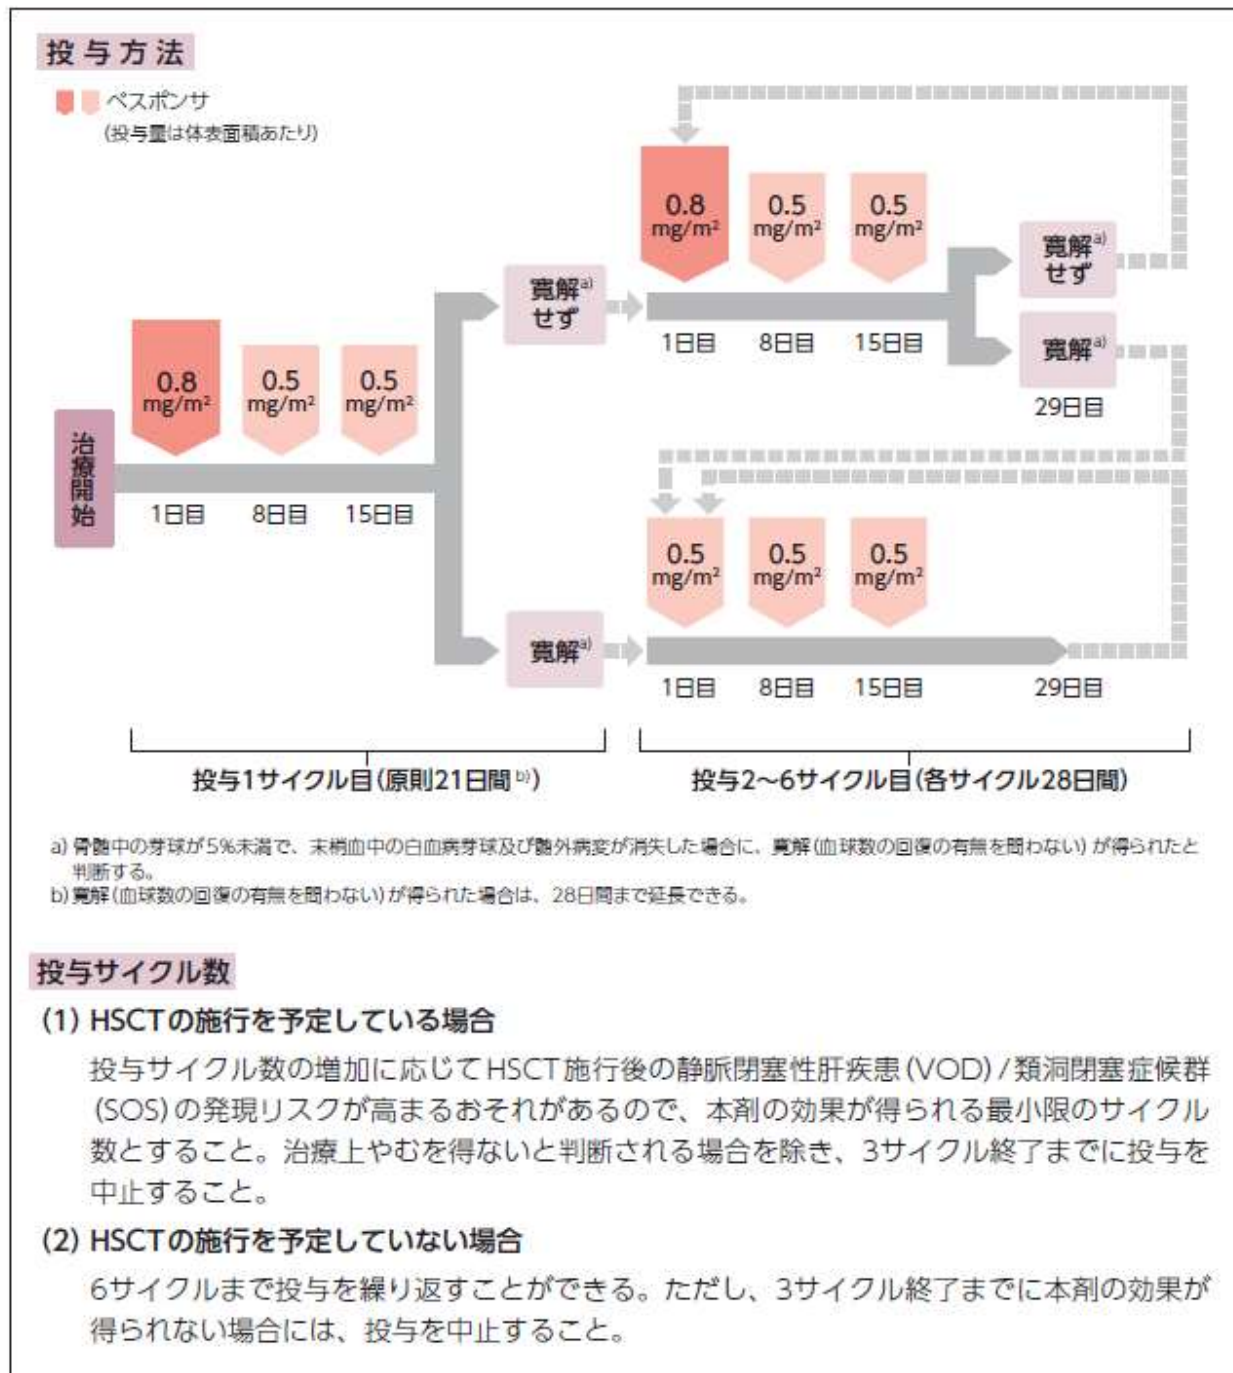 投与方法
ベスポンサ
(投与量は体表面積あたり)
0.8
mg/m²
0.5
mg/m²
0.5
mg/m²
寛解a)
せず
1日目
8日目
15日目
寛解a)
29日目
寛解a)
せず
0.8
mg/m²
0.5
mg/m²
0.5
mg/m²
治療開始
1日目
8日目
15日目
0.5
mg/m²
0.5
mg/m²
0.5
mg/m²
寛解a)
1日目
8日目
15日目
29日目
投与1サイクル目(原則21日間b))
投与2~6サイクル目(各サイクル28日間)
a) 骨髄中の芽球が5%未満で、末梢血中の白血病芽球及び髄外病変が消失した場合に、寛解(血球数の回復の有無を問わない)が得られたと
判断する。
b) 寛解(血球数の回復の有無を問わない)が得られた場合は、28日間まで延長できる。
投与サイクル数
(1) HSCTの施行を予定している場合
投与サイクル数の増加に応じてHSCT施行後の静脈閉塞性肝疾患(VOD)/類洞閉塞症候群
(SOS)の発現リスクが高まるおそれがあるので、本剤の効果が得られる最小限のサイクル
数とすること。治療上やむを得ないと判断される場合を除き、3サイクル終了までに投与を
中止すること。
(2) HSCTの施行を予定していない場合
6サイクルまで投与を繰り返すことができる。ただし、3サイクル終了までに本剤の効果が
得られない場合には、投与を中止すること。